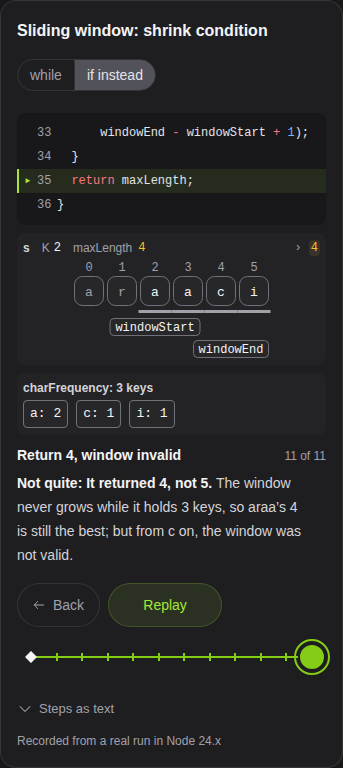 Sliding window: shrink condition
while if instead
33 windowEnd - windowStart + 1);
34 }
▸ 35 return maxLength;
36 }
s K 2 maxLength 4 › 4
0 1 2 3 4 5
a r a a c i
windowStart
windowEnd
charFrequency: 3 keys
a: 2 c: 1 i: 1
Return 4, window invalid 11 of 11
Not quite: It returned 4, not 5. The window
never grows while it holds 3 keys, so araa's 4
is still the best; but from c on, the window was
not valid.
← Back Replay
Steps as text
Recorded from a real run in Node 24.x